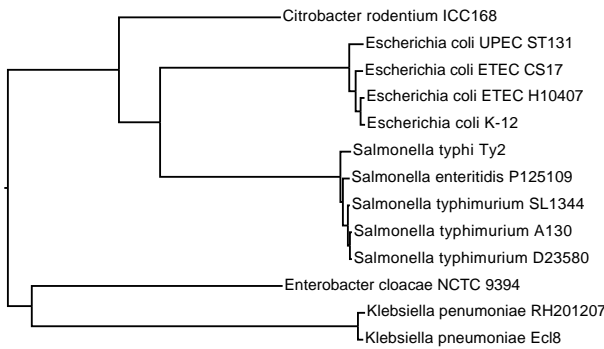 Citrobacter rodentium ICC168
Escherichia coli UPEC ST131
Escherichia coli ETEC CS17
Escherichia coli ETEC H10407
Escherichia coli K-12
Salmonella typhi Ty2
Salmonella enteritidis P125109
Salmonella typhimurium SL1344
Salmonella typhimurium A130
Salmonella typhimurium D23580
Enterobacter cloacae NCTC 9394
Klebsiella penumoniae RH201207
Klebsiella pneumoniae Ecl8